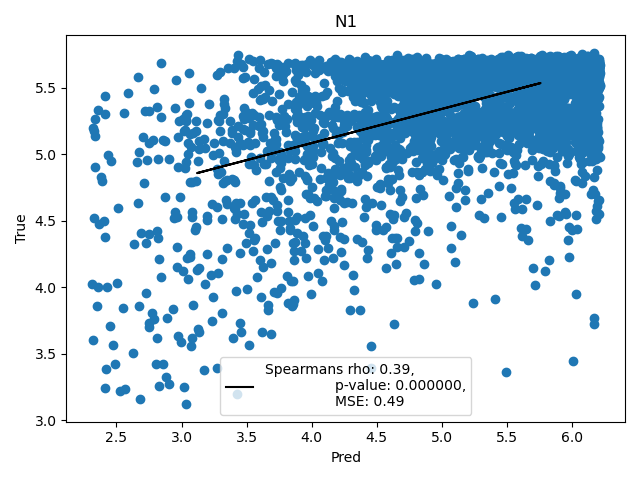 N1
True
5.5
5.0
4.5
4.0
3.5
3.0
Spearmans rho: 0.39,
p-value: 0.000000,
MSE: 0.49
2.5 3.0 3.5 4.0 4.5 5.0 5.5 6.0
Pred